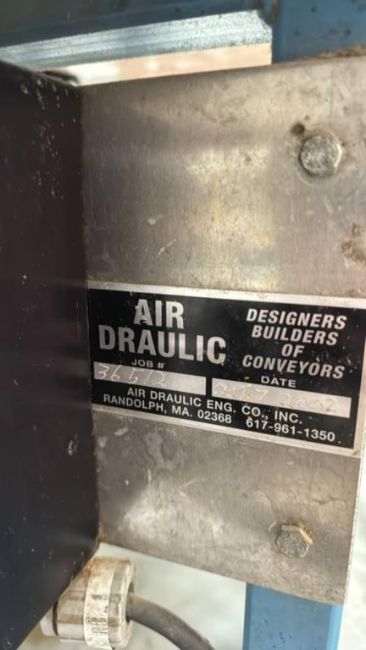 AIR
DRAULIC
DESIGNERS
BUILDERS
OF
CONVEYORS
JOB #
DATE
AIR DRAULIC ENG. CO., INC.
RANDOLPH, MA. 02368 617-961-1350